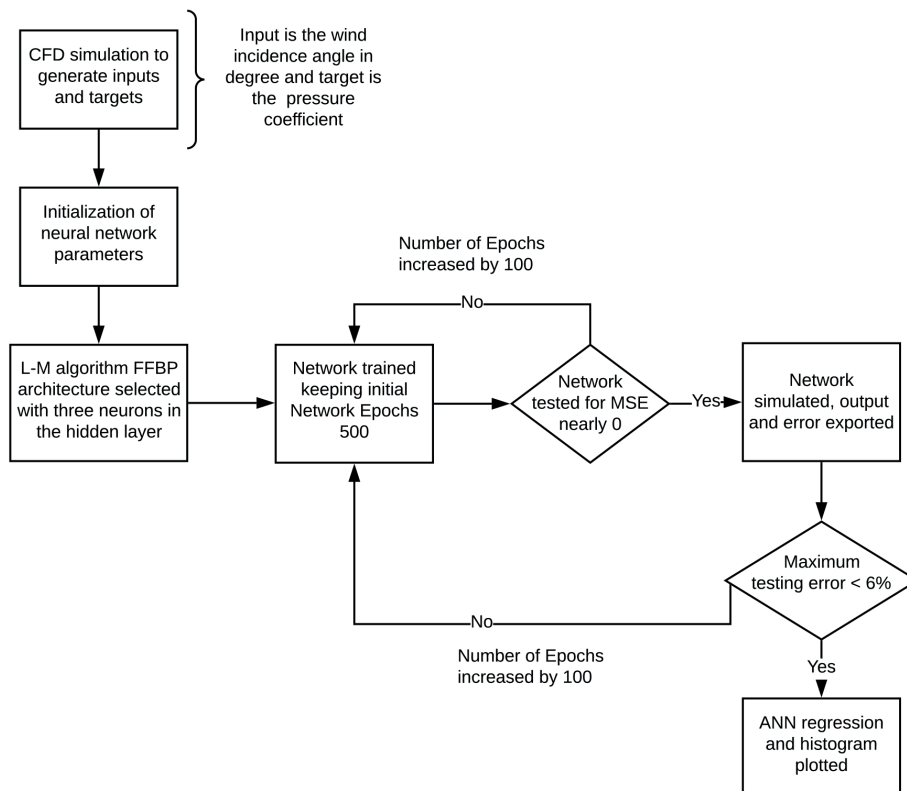 CFD simulation to
generate inputs
and targets
Input is the wind
incidence angle in
degree and target is
the pressure
coefficient
Initialization of
neural network
parameters
Number of Epochs
increased by 100
No
L-M algorithm FFBP
architecture selected
with three neurons in
the hidden layer
Network trained
keeping initial
Network Epochs
500
Network
tested for MSE
nearly 0
Yes
Network
simulated, output
and error exported
Maximum
testing error < 6%
No
Number of Epochs
increased by 100
Yes
ANN regression
and histogram
plotted